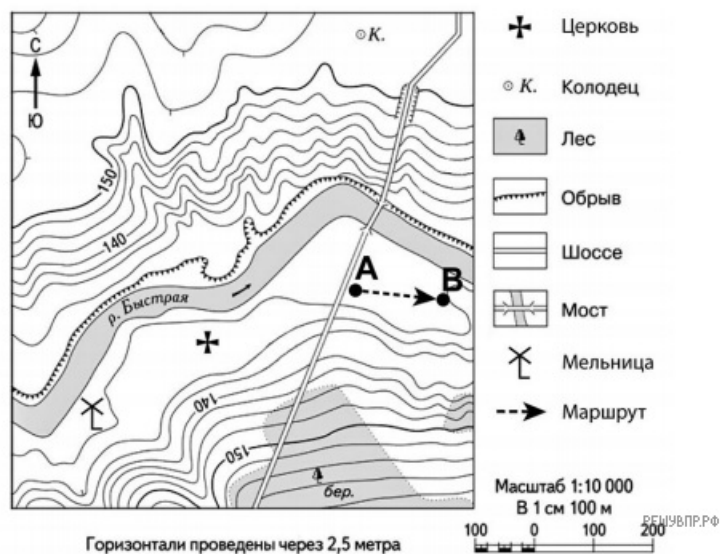 С
Ю
К.
150
140
р. Быстрая
А
В
140
150
бер.
Церковь
К. Колодец
Лес
Обрыв
Шоссе
Мост
Мельница
Маршрут
Масштаб 1:10 000
В 1 см 100 м
РЕШУВПР.РФ
100 0 100 200
Горизонтали проведены через 2,5 метра